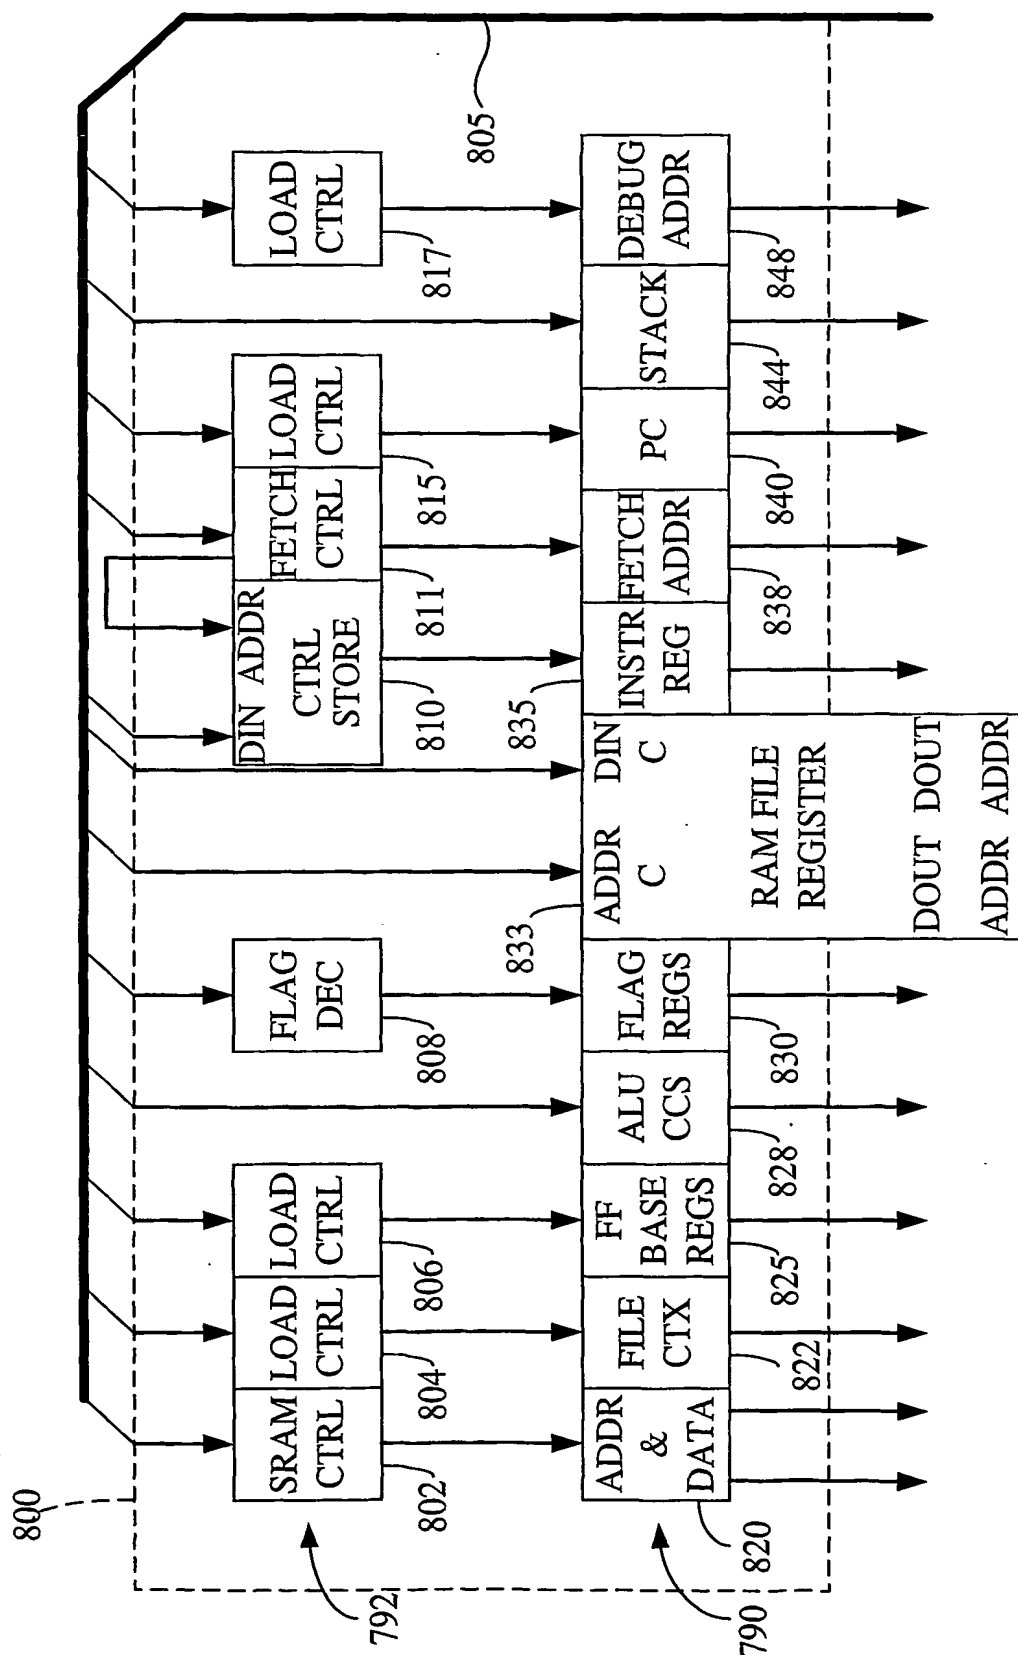 800
805
792
SRAM
CTRL
802
LOAD
CTRL
804
LOAD
CTRL
806
FLAG
DEC
808
DIN ADDR
CTRL
STORE
810
FETCH
CTRL
811
LOAD
CTRL
815
LOAD
CTRL
817
790
ADDR
&
DATA
820
FILE
CTX
822
FF
BASE
REGS
825
ALU
CCS
828
FLAG
REGS
830
833
ADDR DIN
C C
RAM FILE
REGISTER
DOUT DOUT
ADDR ADDR
835
INSTR
REG
FETCH
ADDR
838
PC
840
STACK
844
DEBUG
ADDR
848